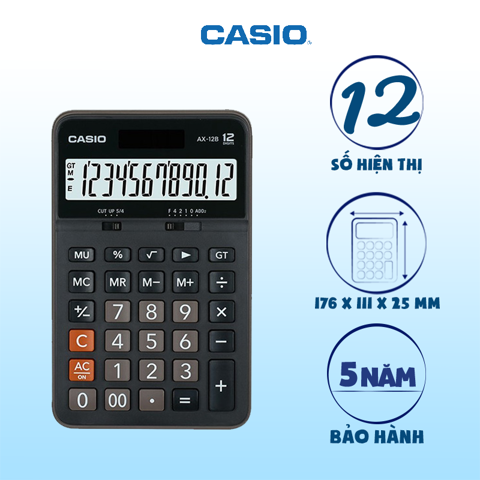 CASIO
CASIO
AX-12B 12 DIGITS
GT
M
E
1234567890.12
CUT UP 5/4 F 4 2 1 0 ADD₂
MU % √ ▶ GT
MC MR M− M+ ÷
+/− 7 8 9 ×
C 4 5 6 −
AC ON 1 2 3 +
0 00 · =
12
SỐ HIỆN THỊ
176 X 111 X 25 MM
5 NĂM
BẢO HÀNH